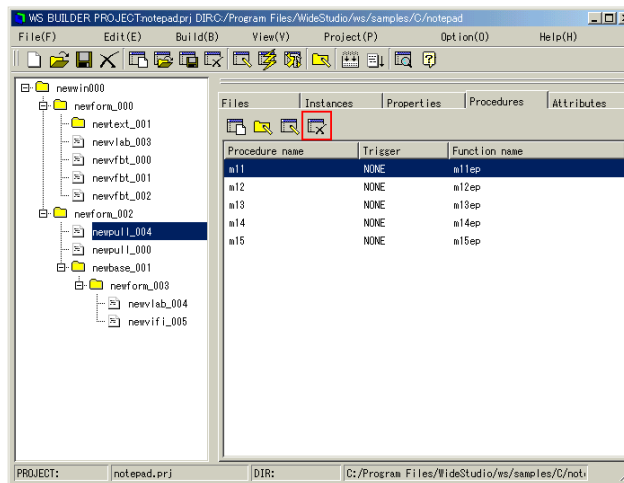 WS BUILDER PROJECT:notepad.prj DIRC:/Program Files/WideStudio/ws/samples/C/notepad
File(F) Edit(E) Build(B) View(V) Project(P) Option(O) Help(H)
newwin000
newform_000
newtext_001
newvlab_003
newvfbt_000
newvfbt_001
newvfbt_002
newform_002
newpull_004
newpull_000
newbase_001
newform_003
newvlab_004
newvifi_005
Files Instances Properties Procedures Attributes
Procedure name Trigger Function name
m11 NONE m11ep
m12 NONE m12ep
m13 NONE m13ep
m14 NONE m14ep
m15 NONE m15ep
PROJECT: notepad.prj DIR: C:/Program Files/WideStudio/ws/samples/C/note